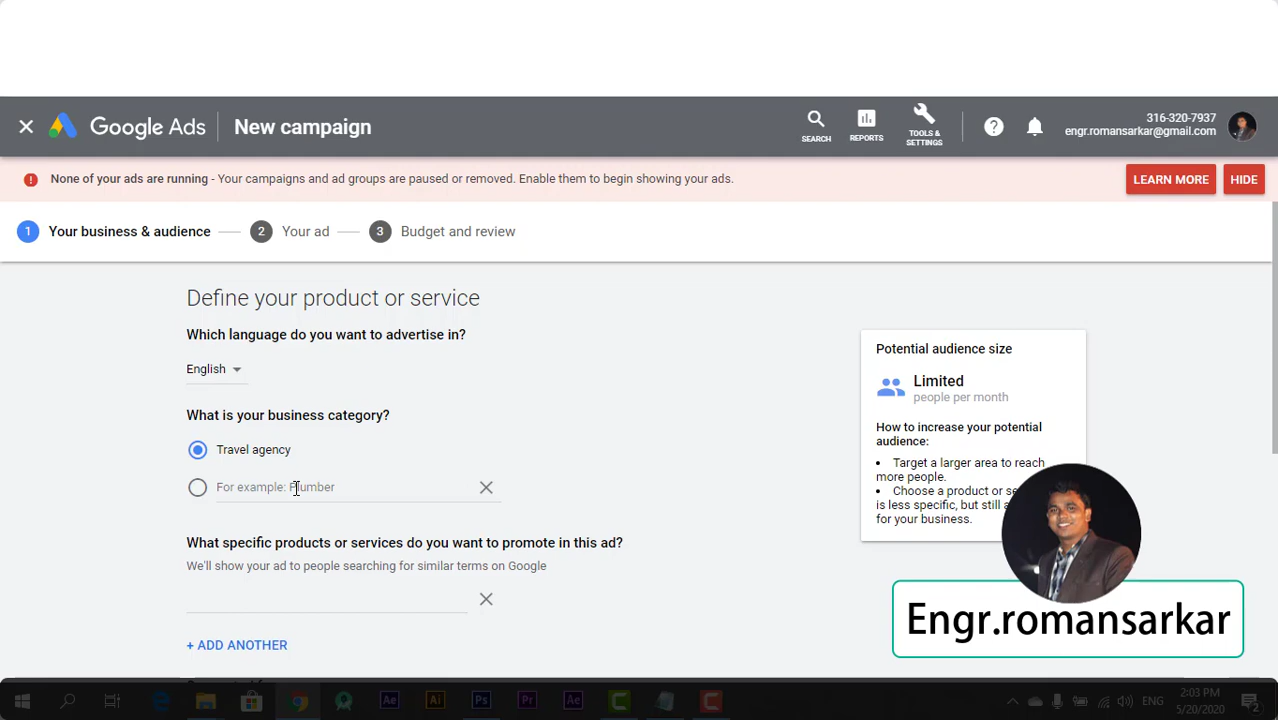 Google Ads
New campaign
SEARCH
REPORTS
TOOLS &
SETTINGS
316-320-7937
engr.romansarkar@gmail.com
None of your ads are running - Your campaigns and ad groups are paused or removed. Enable them to begin showing your ads.
LEARN MORE
HIDE
1 Your business & audience
2 Your ad
3 Budget and review
Define your product or service
Which language do you want to advertise in?
English
What is your business category?
Travel agency
For example: Plumber
What specific products or services do you want to promote in this ad?
We'll show your ad to people searching for similar terms on Google
+ ADD ANOTHER
Potential audience size
Limited
people per month
How to increase your potential
audience:
• Target a larger area to reach
more people.
• Choose a product or
is less specific, but still
for your business.
Engr.romansarkar
Ae
Ai
Ps
Pr
Ae
ENG
2:03 PM
5/20/2020
2